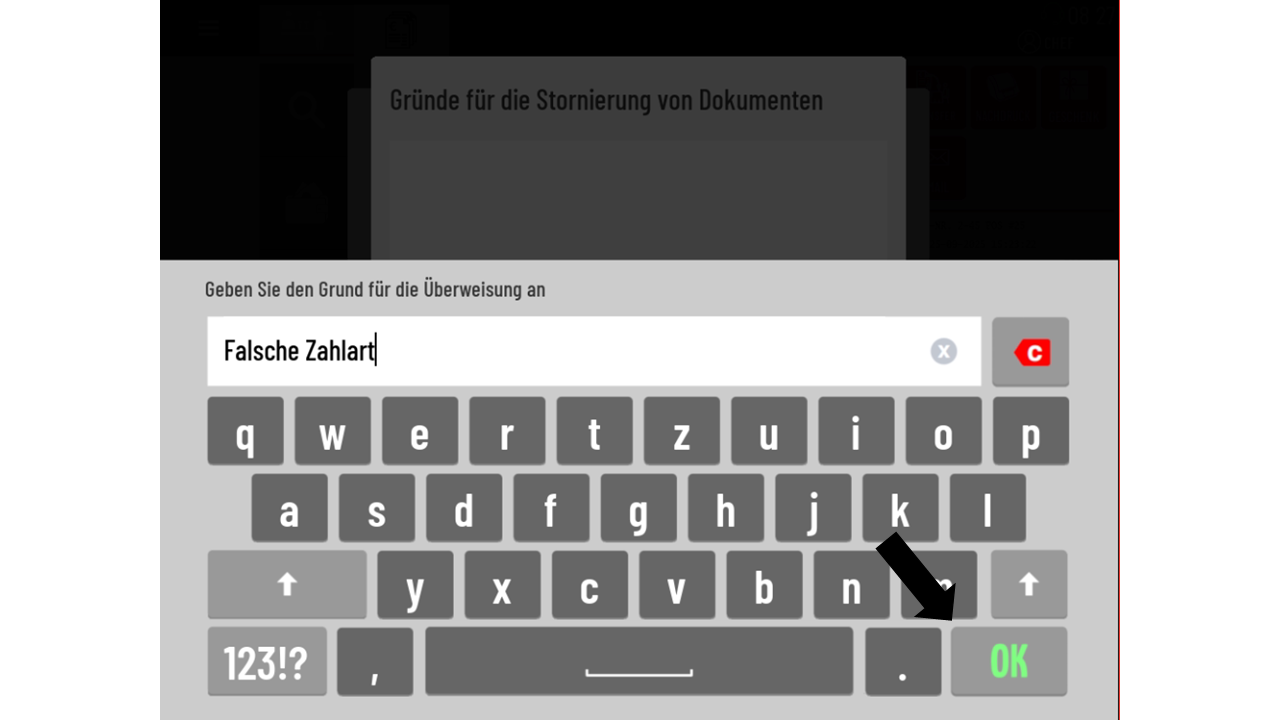 Gründe für die Stornierung von Dokumenten
Geben Sie den Grund für die Überweisung an
Falsche Zahlart
x
C
q w e r t z u i o p
a s d f g h j k l
y x c v b n
123!? , . OK